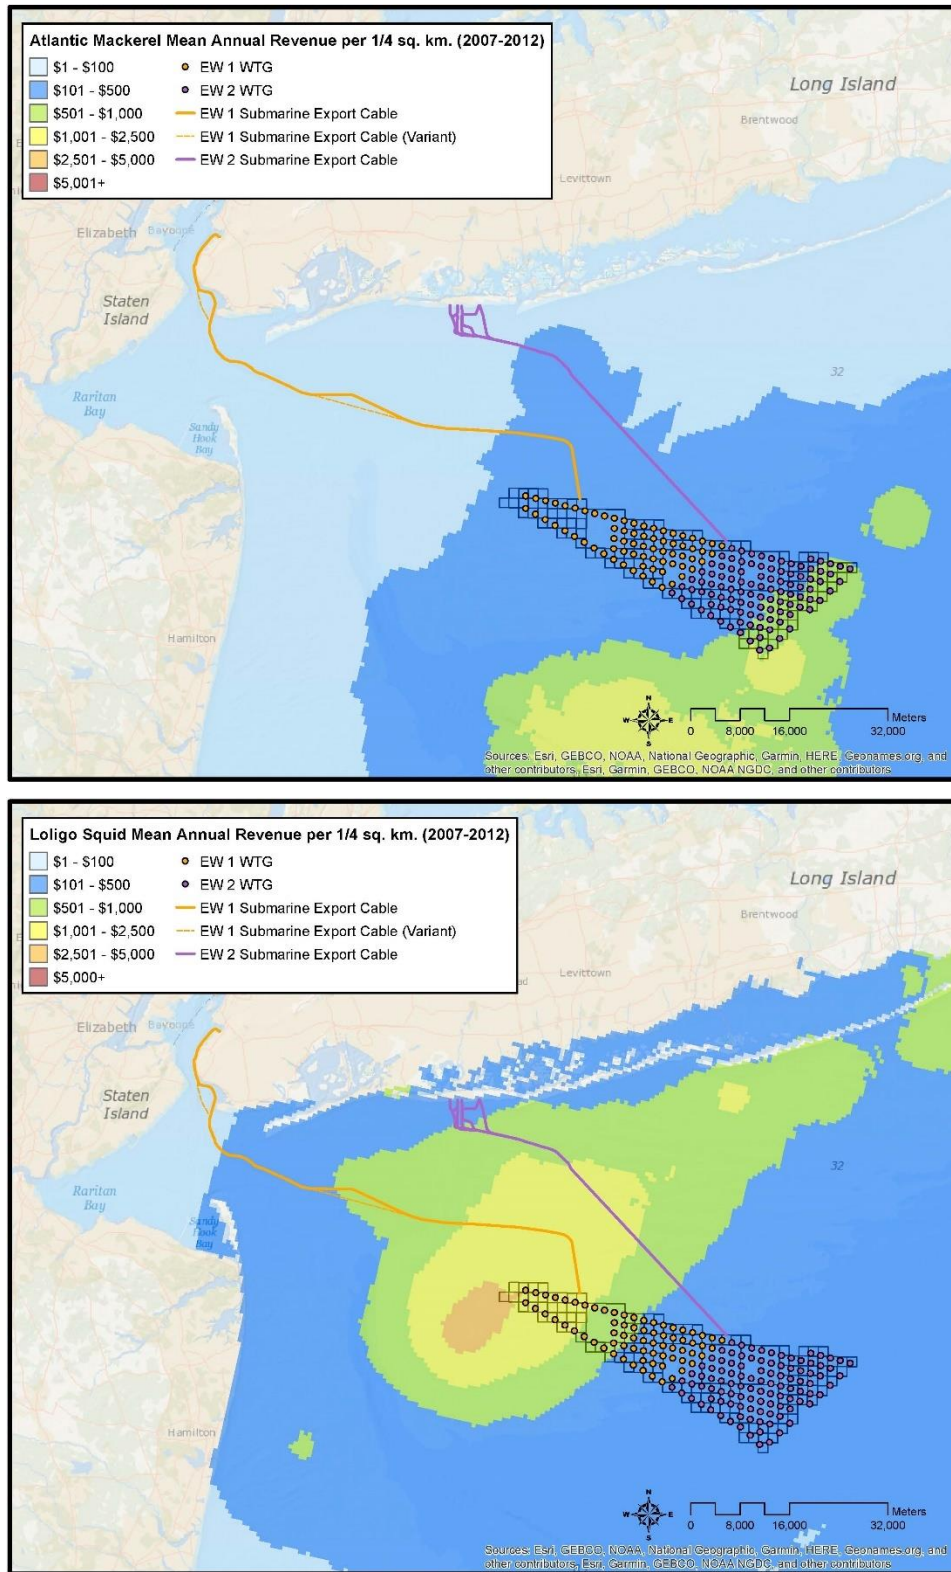 Atlantic Mackerel Mean Annual Revenue per 1/4 sq. km. (2007-2012)
$1 - $100
EW 1 WTG
$101 - $500
EW 2 WTG
$501 - $1,000
EW 1 Submarine Export Cable
$1,001 - $2,500
EW 1 Submarine Export Cable (Variant)
$2,501 - $5,000
EW 2 Submarine Export Cable
$5,001+
Long Island
Brentwood
Levittown
Elizabeth
Bayonne
Staten
Island
Raritan
Bay
Sandy
Hook
Bay
32
Hamilton
N
W E
S
Meters
0 8,000 16,000 32,000
Sources: Esri, GEBCO, NOAA, National Geographic, Garmin, HERE, Geonames.org, and
other contributors, Esri, Garmin, GEBCO, NOAA NGDC, and other contributors
Loligo Squid Mean Annual Revenue per 1/4 sq. km. (2007-2012)
$1 - $100
EW 1 WTG
$101 - $500
EW 2 WTG
$501 - $1,000
EW 1 Submarine Export Cable
$1,001 - $2,500
EW 1 Submarine Export Cable (Variant)
$2,501 - $5,000
EW 2 Submarine Export Cable
$5,000+
Long Island
Brentwood
Levittown
Elizabeth
Bayonne
Staten
Island
Raritan
Bay
Sandy
Hook
Bay
32
Hamilton
N
W E
S
Meters
0 8,000 16,000 32,000
Sources: Esri, GEBCO, NOAA, National Geographic, Garmin, HERE, Geonames.org, and
other contributors, Esri, Garmin, GEBCO, NOAA NGDC, and other contributors